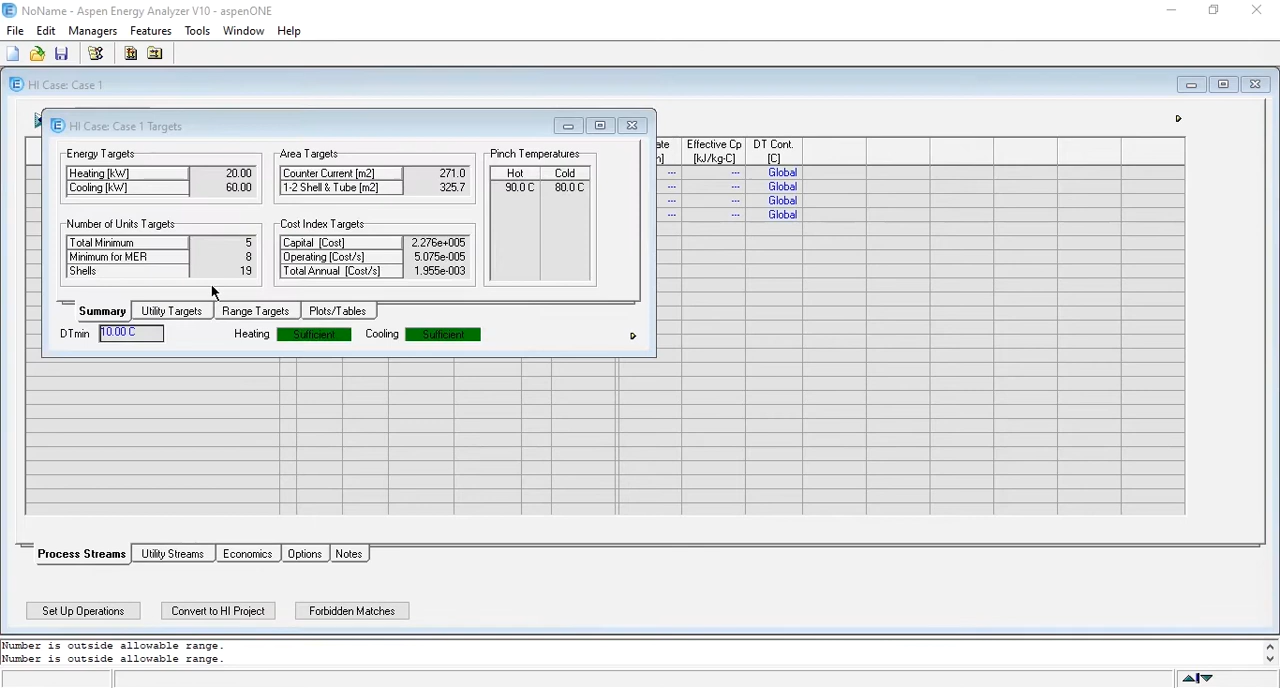 NoName - Aspen Energy Analyzer V10 - aspenONE
File Edit Managers Features Tools Window Help
HI Case: Case 1
HI Case: Case 1 Targets
Energy Targets
Heating [kW] 20.00
Cooling [kW] 60.00
Area Targets
Counter Current [m2] 271.0
1-2 Shell & Tube [m2] 325.7
Pinch Temperatures
Hot Cold
90.0 C 80.0 C
Number of Units Targets
Total Minimum 5
Minimum for MER 8
Shells 19
Cost Index Targets
Capital [Cost] 2.276e+005
Operating [Cost/s] 5.075e-005
Total Annual [Cost/s] 1.955e-003
Summary Utility Targets Range Targets Plots/Tables
DTmin 10.00 C Heating Sufficient Cooling Sufficient
Effective Cp DT Cont.
[kJ/kg-C] [C]
--- --- Global
--- --- Global
--- --- Global
--- --- Global
Process Streams Utility Streams Economics Options Notes
Set Up Operations Convert to HI Project Forbidden Matches
Number is outside allowable range.
Number is outside allowable range.